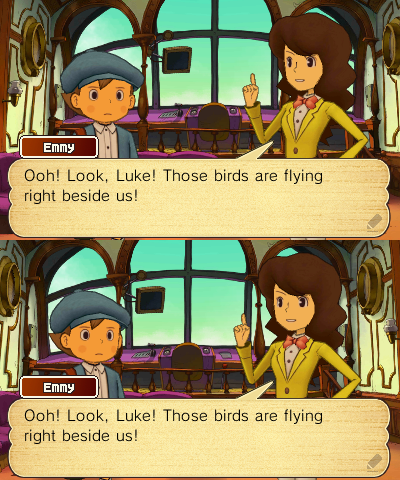 Emmy
Ooh! Look, Luke! Those birds are flying
right beside us!
Emmy
Ooh! Look, Luke! Those birds are flying
right beside us!